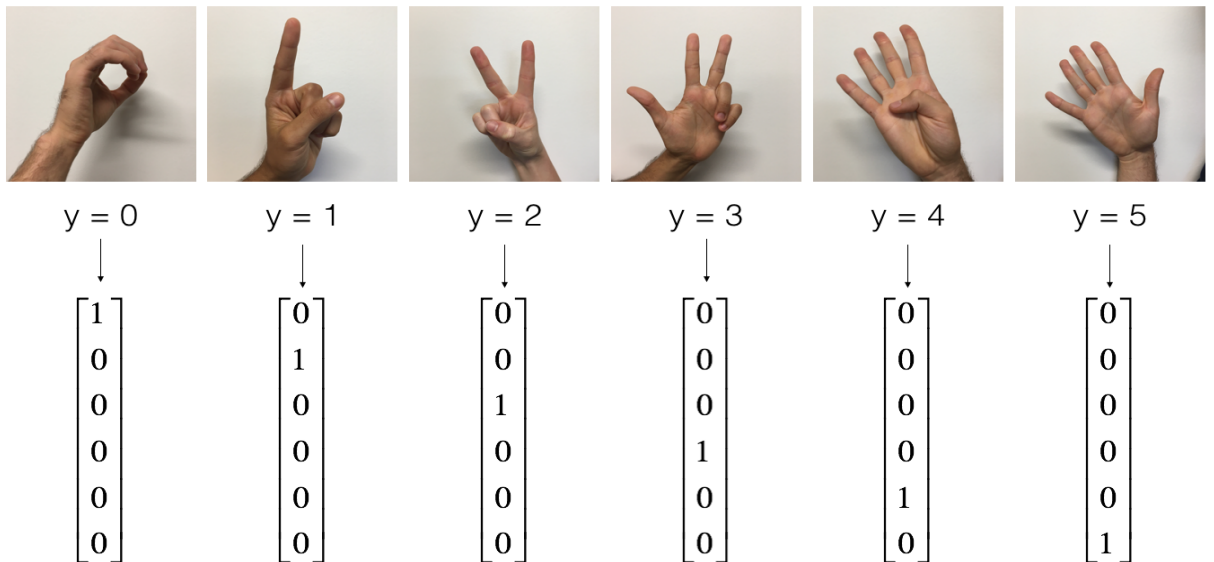 y = 0 y = 1 y = 2 y = 3 y = 4 y = 5
1 0 0 0 0 0
0 1 0 0 0 0
0 0 1 0 0 0
0 0 0 1 0 0
0 0 0 0 1 0
0 0 0 0 0 1